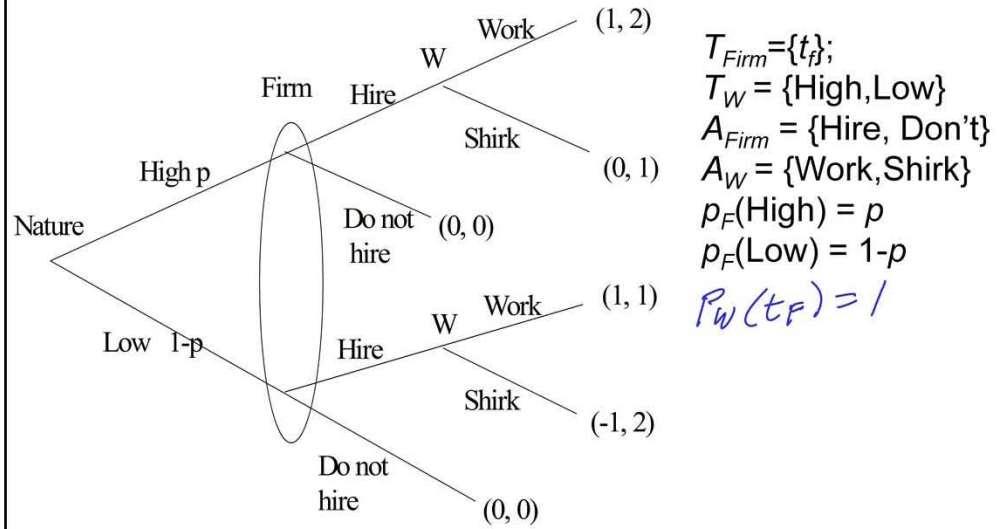 Work
(1, 2)
W
Firm
Hire
Shirk
(0, 1)
High p
Do not
hire
(0, 0)
Nature
Work
(1, 1)
W
Low 1-p
Hire
Shirk
(-1, 2)
Do not
hire
(0, 0)
T_Firm={t_f};
T_W = {High,Low}
A_Firm = {Hire, Don't}
A_W = {Work,Shirk}
p_F(High) = p
p_F(Low) = 1-p
P_W(t_F) = 1